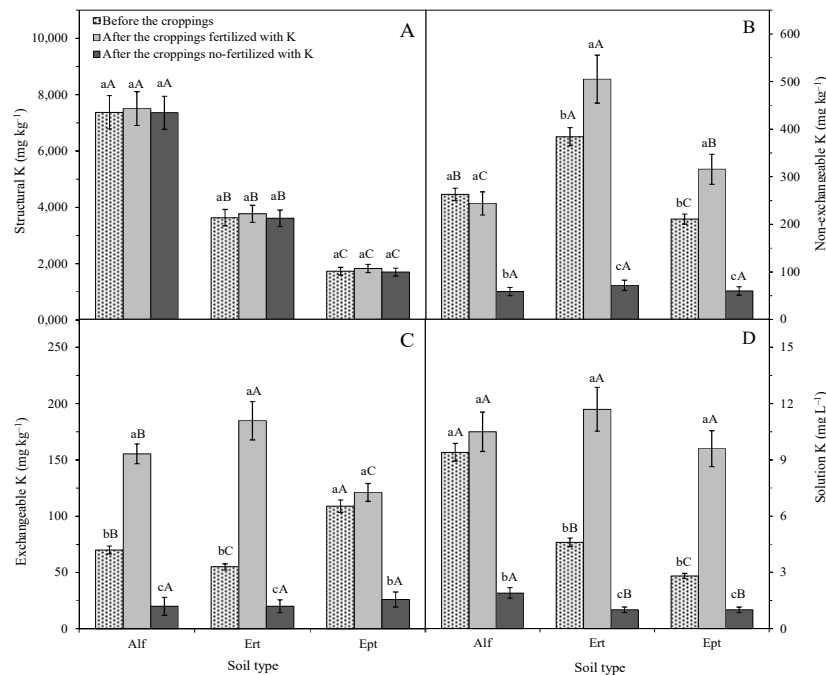 Before the croppings
After the croppings fertilized with K
After the croppings no-fertilized with K
A
10,000
8,000
6,000
4,000
2,000
0,000
Structural K (mg kg⁻¹)
aA aA aA
aB aB aB
aC aC aC
B
600
500
400
300
200
100
0
Non-exchangeable K (mg kg⁻¹)
aB aC bA
bA aA cA
bC aB cA
C
250
200
150
100
50
0
Exchangeable K (mg kg⁻¹)
bB aB cA
bC aA cA
aA aC bA
Alf Ert Ept
Soil type
D
15
12
9
6
3
0
Solution K (mg L⁻¹)
aA aA bA
bB aA cB
bC aA cB
Alf Ert Ept
Soil type